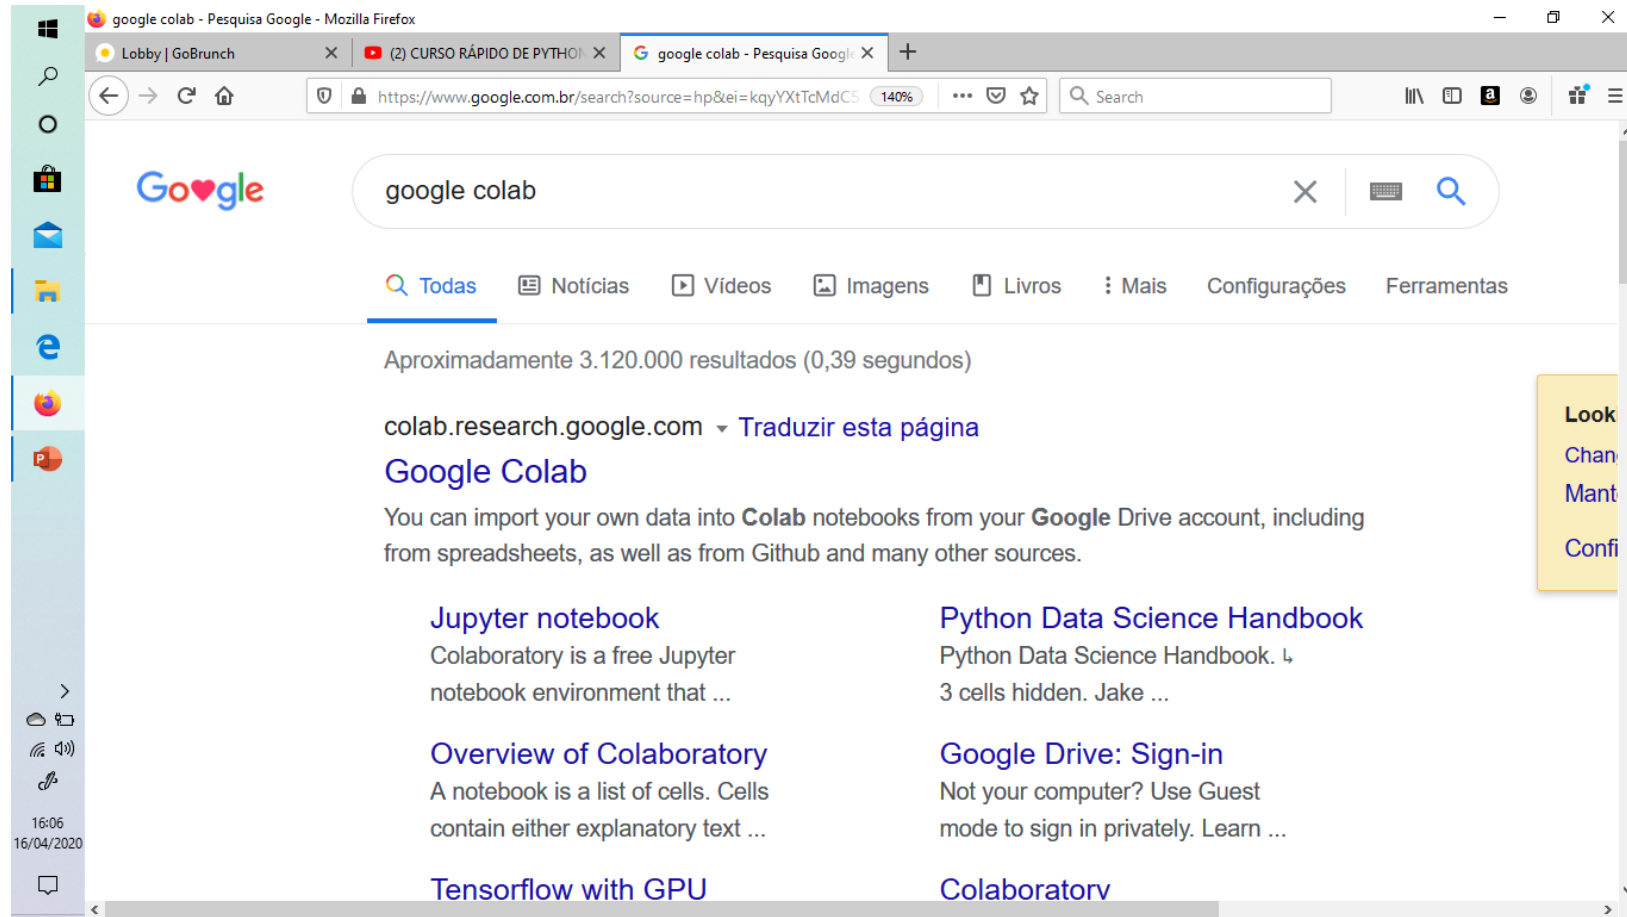 google colab - Pesquisa Google - Mozilla Firefox
Lobby | GoBrunch
(2) CURSO RÁPIDO DE PYTHON
google colab - Pesquisa Google
https://www.google.com.br/search?source=hp&ei=kqyYXtTcMdC5
140%
Search
Google
google colab
Todas
Notícias
Vídeos
Imagens
Livros
Mais
Configurações
Ferramentas
Aproximadamente 3.120.000 resultados (0,39 segundos)
colab.research.google.com Traduzir esta página
Google Colab
You can import your own data into Colab notebooks from your Google Drive account, including
from spreadsheets, as well as from Github and many other sources.
Jupyter notebook
Colaboratory is a free Jupyter
notebook environment that ...
Python Data Science Handbook
Python Data Science Handbook. ↳
3 cells hidden. Jake ...
Overview of Colaboratory
A notebook is a list of cells. Cells
contain either explanatory text ...
Google Drive: Sign-in
Not your computer? Use Guest
mode to sign in privately. Learn ...
Tensorflow with GPU
Colaboratory
Look
Chan
Mant
Confi
16:06
16/04/2020